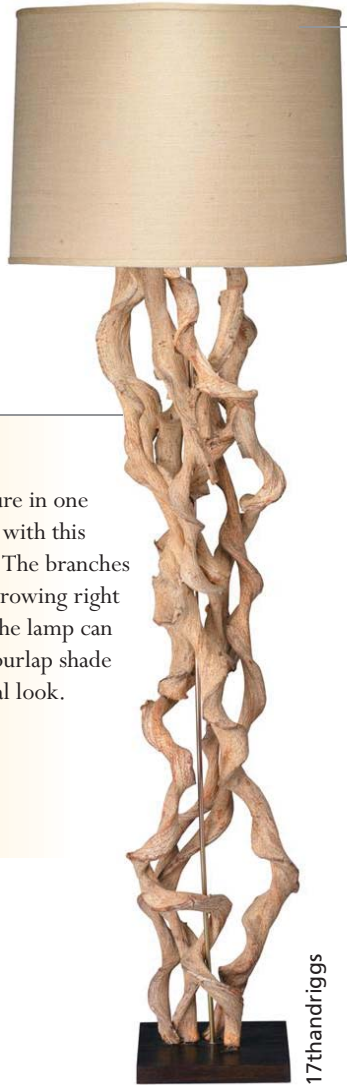 ure in one
with this
The branches
rowing right
he lamp can
burlap shade
al look.
17thandriggs